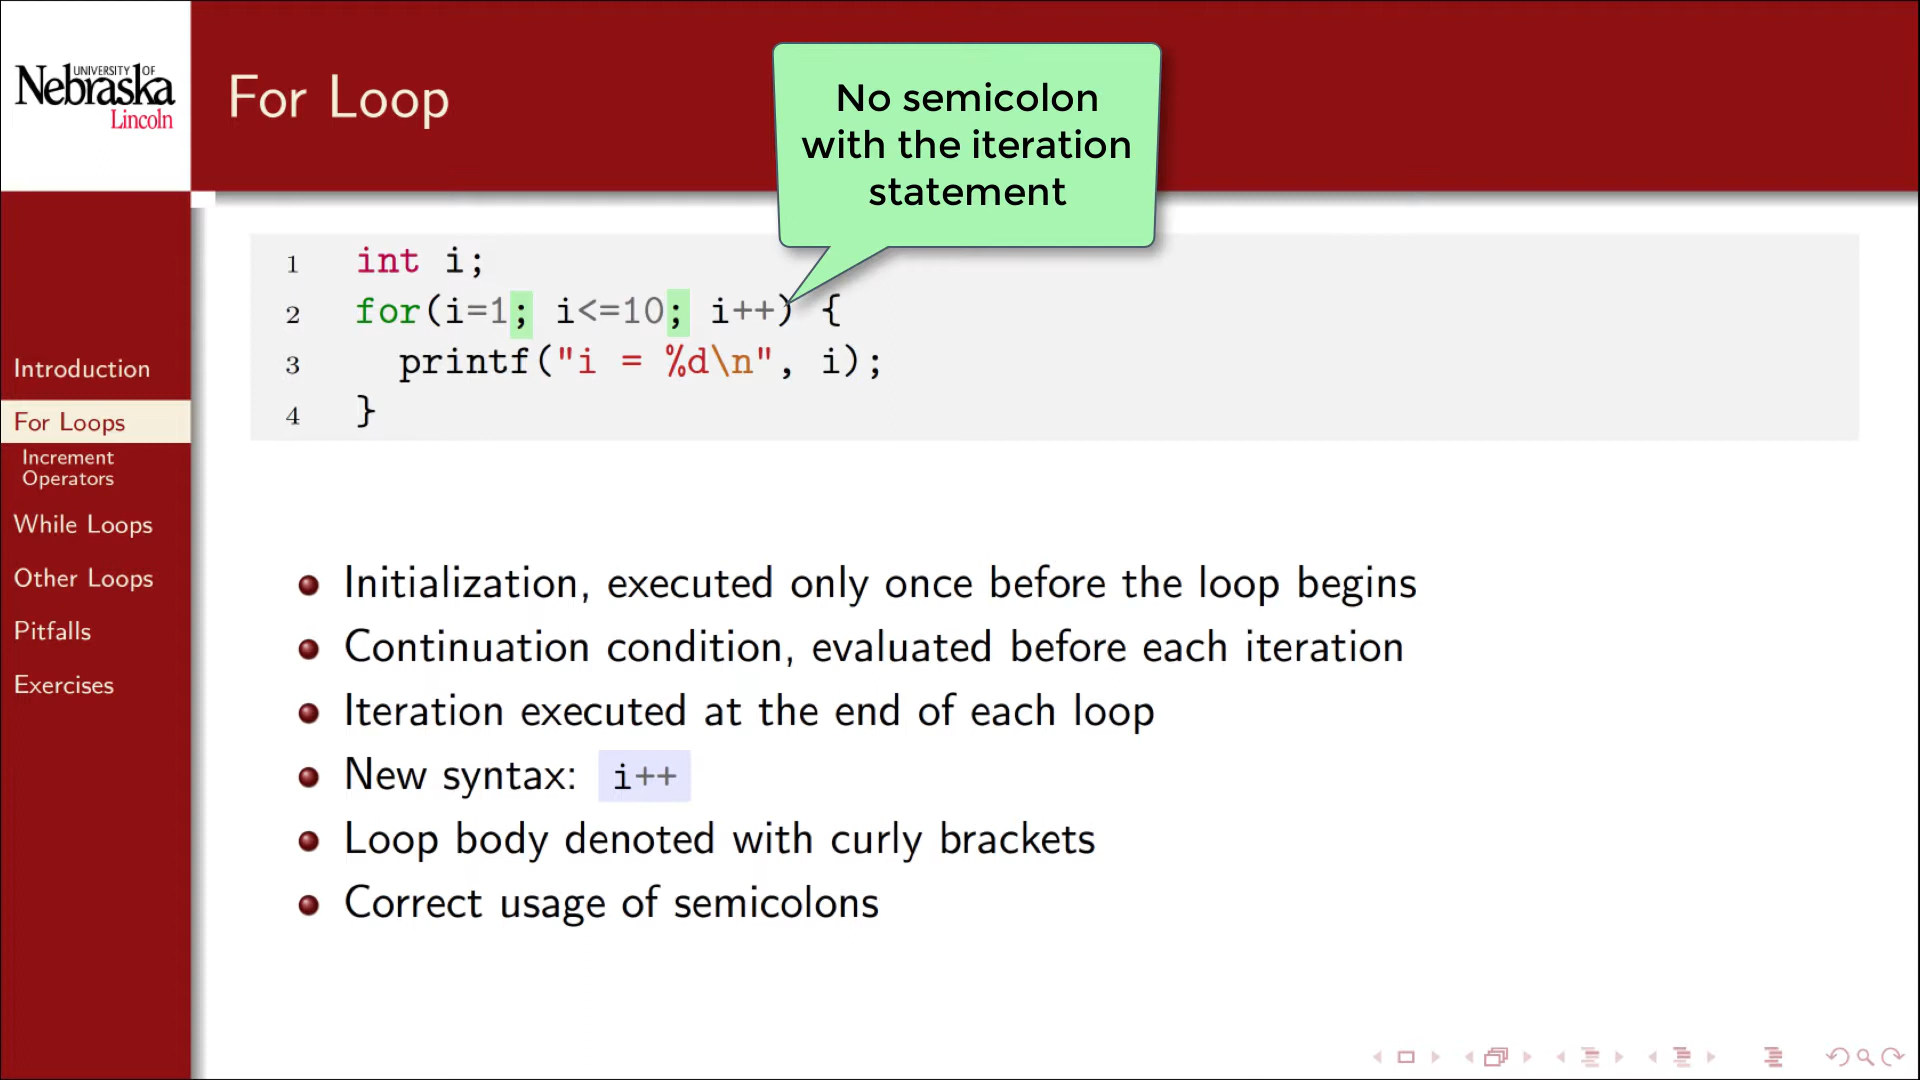 UNIVERSITY OF
Nebraska
Lincoln
For Loop
No semicolon
with the iteration
statement
1 int i;
2 for(i=1; i<=10; i++) {
3 printf("i = %d\n", i);
4 }
Introduction
For Loops
Increment
Operators
While Loops
Other Loops
Pitfalls
Exercises
Initialization, executed only once before the loop begins
Continuation condition, evaluated before each iteration
Iteration executed at the end of each loop
New syntax: i++
Loop body denoted with curly brackets
Correct usage of semicolons